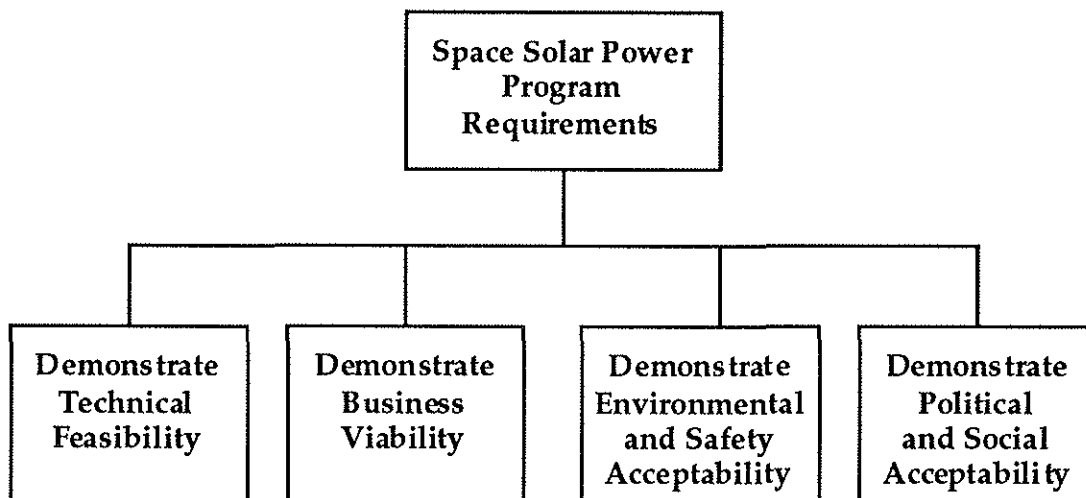 Space Solar Power
Program
Requirements
Demonstrate
Technical
Feasibility
Demonstrate
Business
Viability
Demonstrate
Environmental
and Safety
Acceptability
Demonstrate
Political
and Social
Acceptability